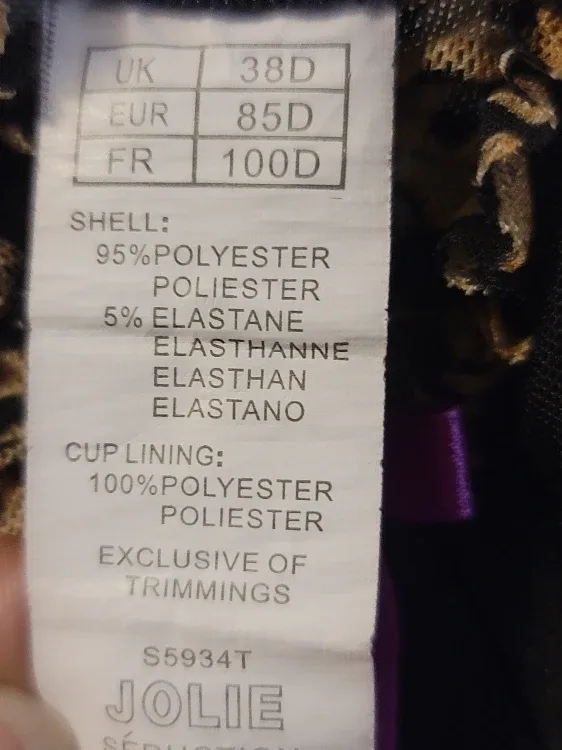 UK 38D
EUR 85D
FR 100D
SHELL:
95%POLYESTER
POLIESTER
5% ELASTANE
ELASTHANNE
ELASTHAN
ELASTANO
CUP LINING:
100%POLYESTER
POLIESTER
EXCLUSIVE OF
TRIMMINGS
S5934T
JOLIE
SÉDUCTION